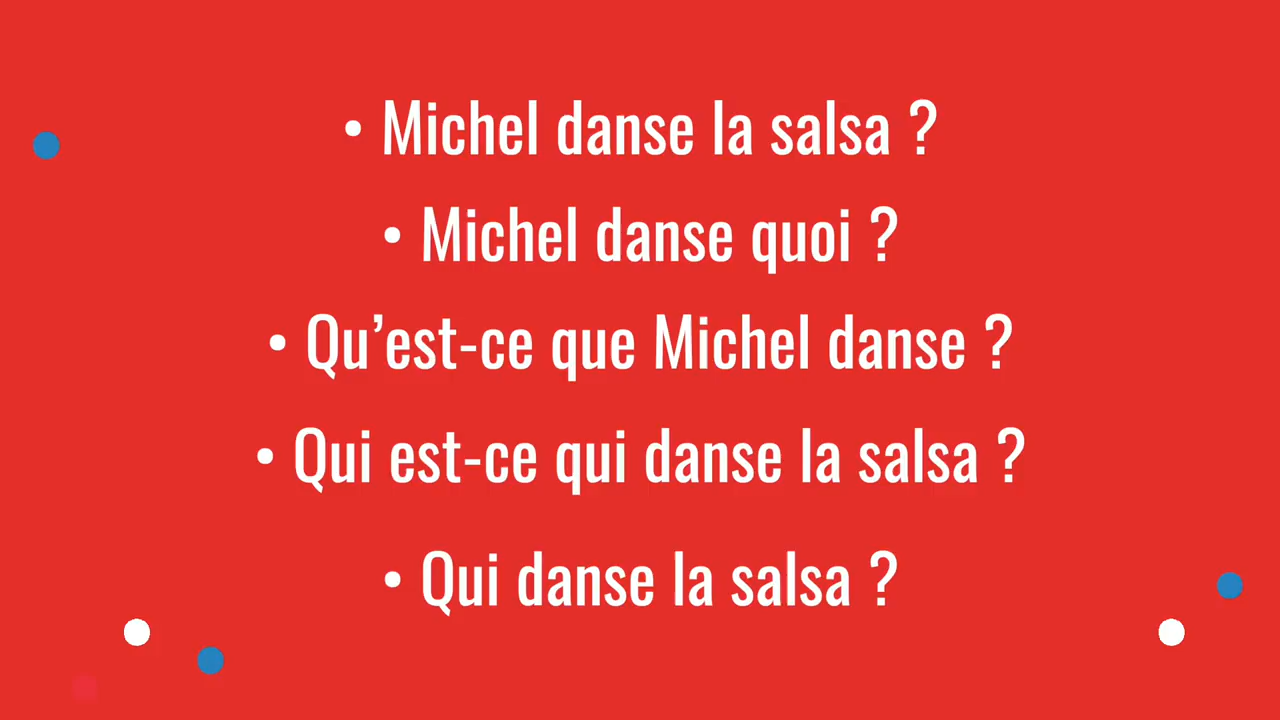 • Michel danse la salsa ?
• Michel danse quoi ?
• Qu’est-ce que Michel danse ?
• Qui est-ce qui danse la salsa ?
• Qui danse la salsa ?